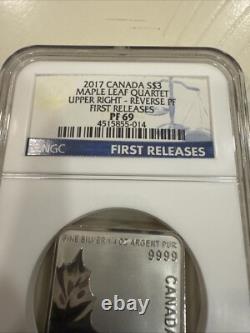 2017 CANADA S$3
MAPLE LEAF QUARTET
UPPER RIGHT - REVERSE PF
FIRST RELEASES
PF 69
4515855-014
NGC
FIRST RELEASES
FINE SILVER 1/4 OZ ARGENT PUR
9999
CANADA